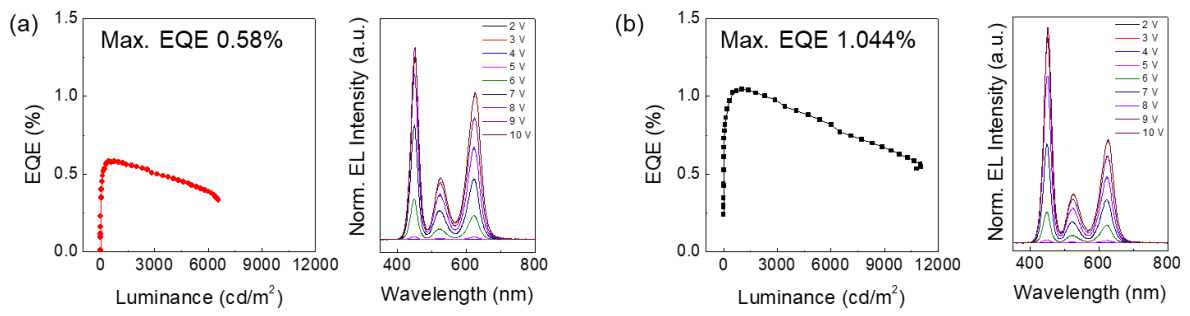 (a)
Max. EQE 0.58%
EQE (%)
1.5
1.0
0.5
0.0
0 3000 6000 9000 12000
Luminance (cd/m²)
Norm. EL Intensity (a.u.)
2 V
3 V
4 V
5 V
6 V
7 V
8 V
9 V
10 V
400 600 800
Wavelength (nm)
(b)
Max. EQE 1.044%
EQE (%)
1.5
1.0
0.5
0.0
0 3000 6000 9000 12000
Luminance (cd/m²)
Norm. EL Intensity (a.u.)
2 V
3 V
4 V
5 V
6 V
7 V
8 V
9 V
10 V
400 600 800
Wavelength (nm)